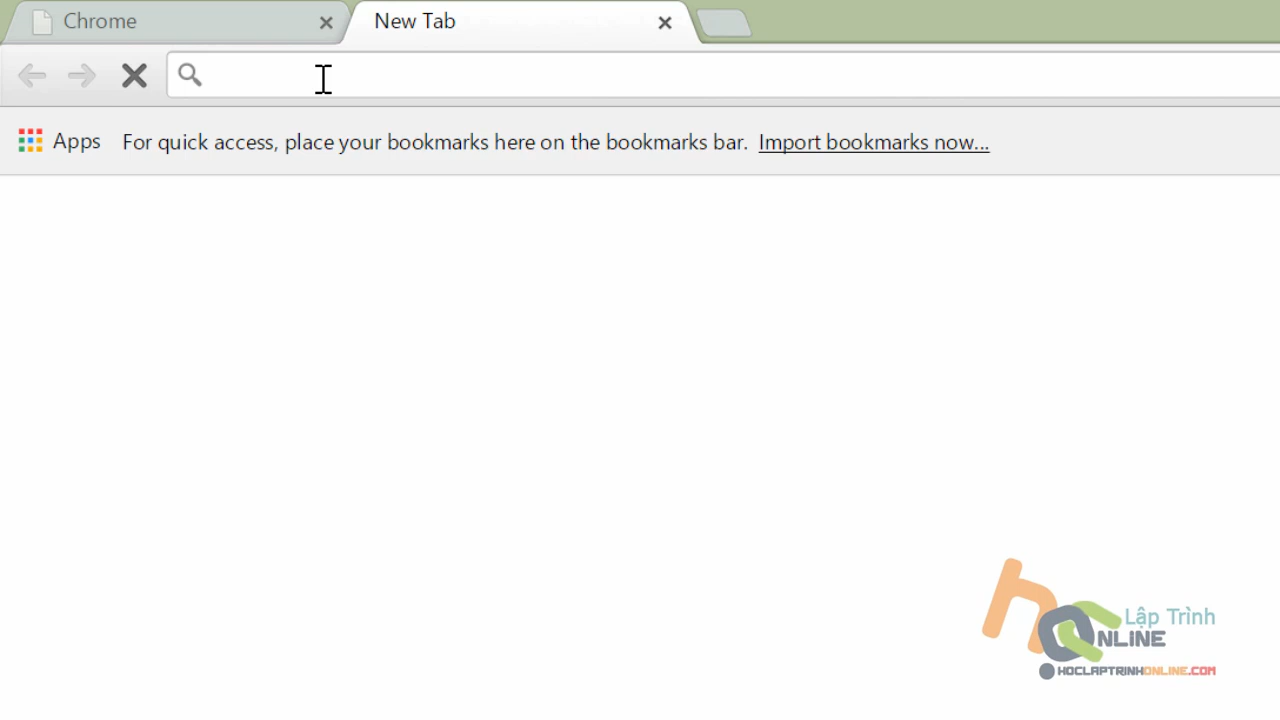 Chrome
New Tab
Apps
For quick access, place your bookmarks here on the bookmarks bar. Import bookmarks now...
Lập Trình
ONLINE
HOCLAPTRINHONLINE.COM